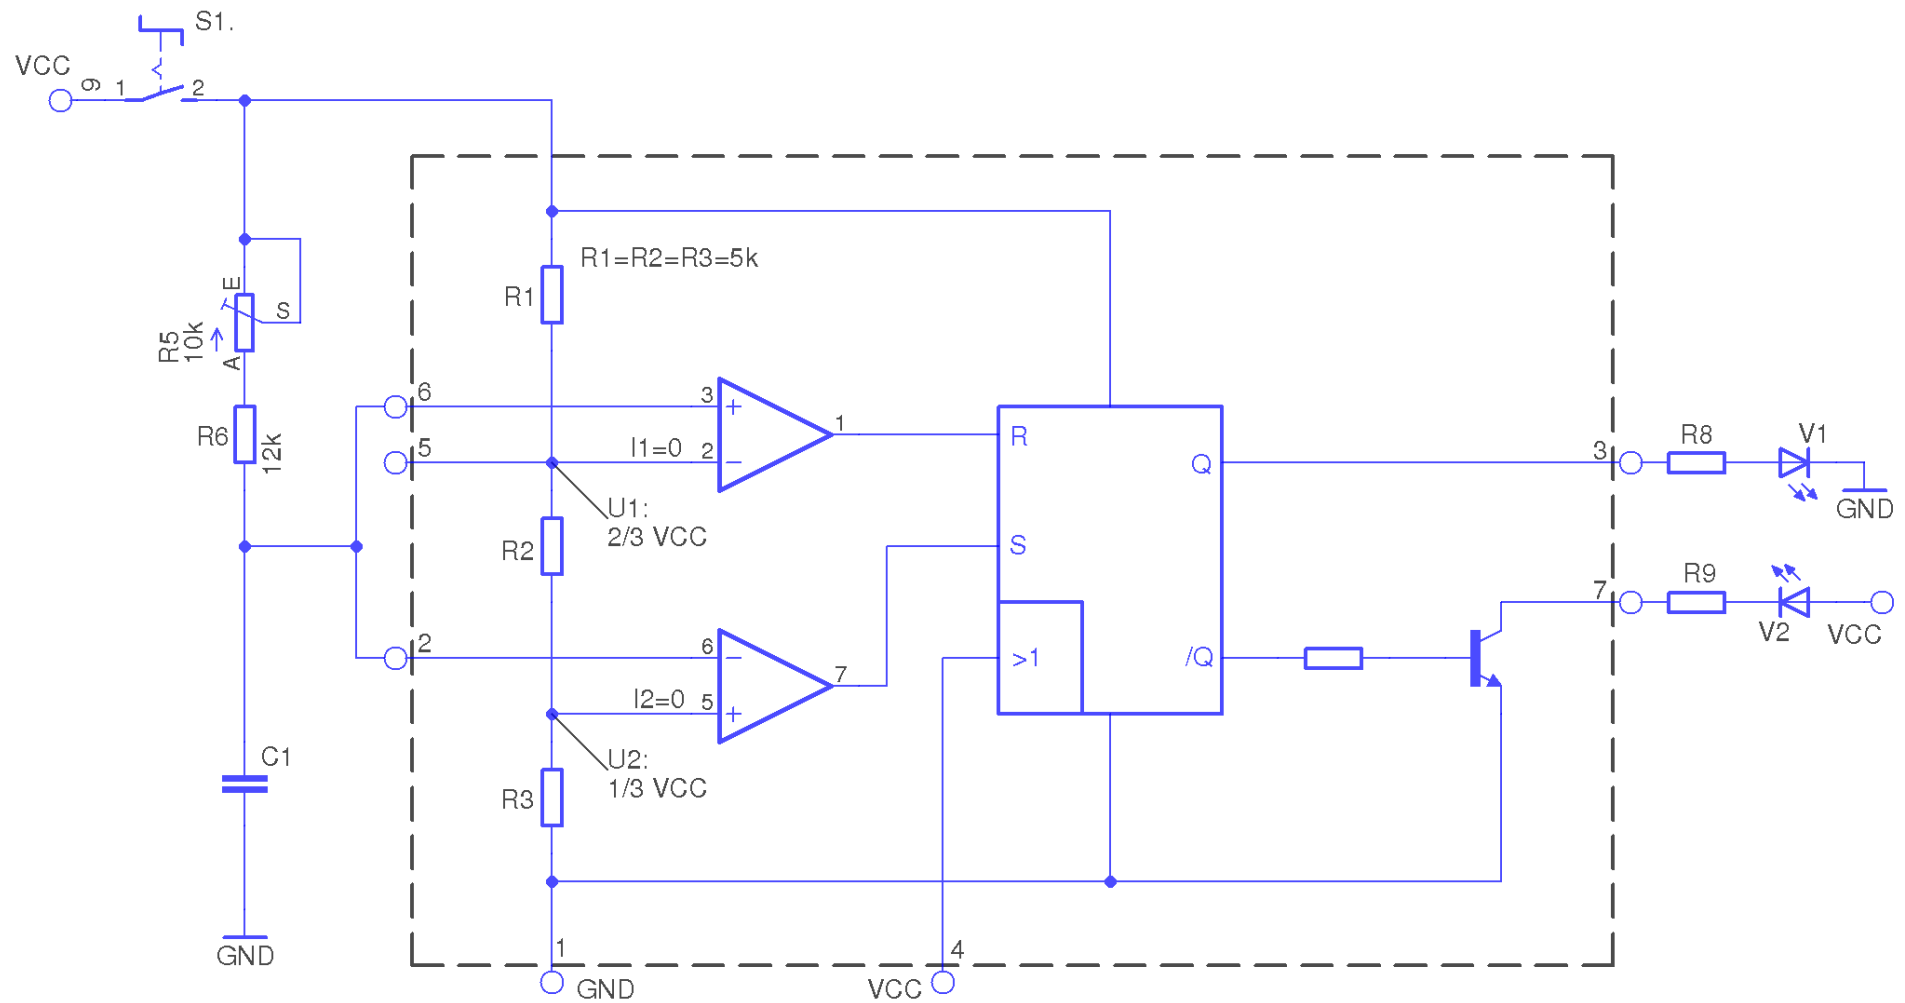 S1.
VCC
9
1
2
R1=R2=R3=5k
R1
E
S
R5
10k
A
6
3
+
1
R
R8
V1
R6
12k
5
I1=0
2
−
Q
3
GND
U1:
2/3 VCC
R2
S
R9
7
V2
VCC
2
6
−
7
>1
/Q
I2=0
5
+
C1
U2:
1/3 VCC
R3
GND
1
GND
4
VCC